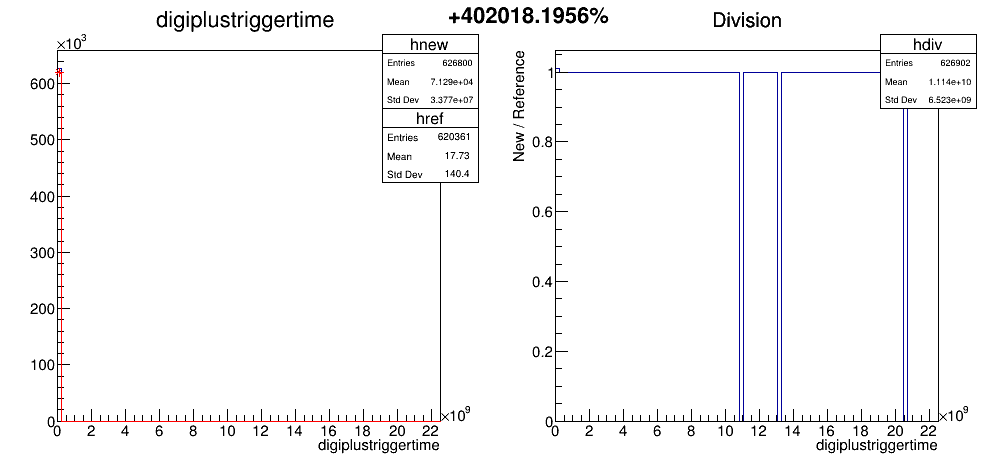 +402018.1956%
digiplustriggertime
×10³
hnew
Entries 626800
Mean 7.129e+04
Std Dev 3.377e+07
href
Entries 620361
Mean 17.73
Std Dev 140.4
600
500
400
300
200
100
0
0 2 4 6 8 10 12 14 16 18 20 22
×10⁹
digiplustriggertime
Division
New / Reference
hdiv
Entries 626902
Mean 1.114e+10
Std Dev 6.523e+09
1
0.8
0.6
0.4
0.2
0
0 2 4 6 8 10 12 14 16 18 20 22
×10⁹
digiplustriggertime